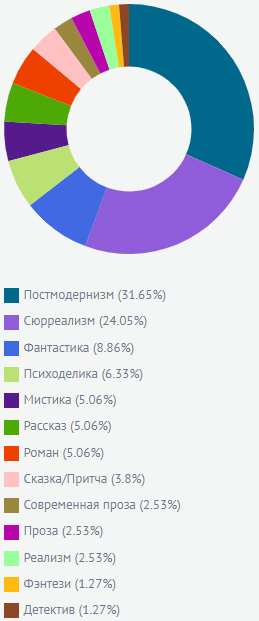 Постмодернизм (31.65%)
Сюрреализм (24.05%)
Фантастика (8.86%)
Психоделика (6.33%)
Мистика (5.06%)
Рассказ (5.06%)
Роман (5.06%)
Сказка/Притча (3.8%)
Современная проза (2.53%)
Проза (2.53%)
Реализм (2.53%)
Фэнтези (1.27%)
Детектив (1.27%)